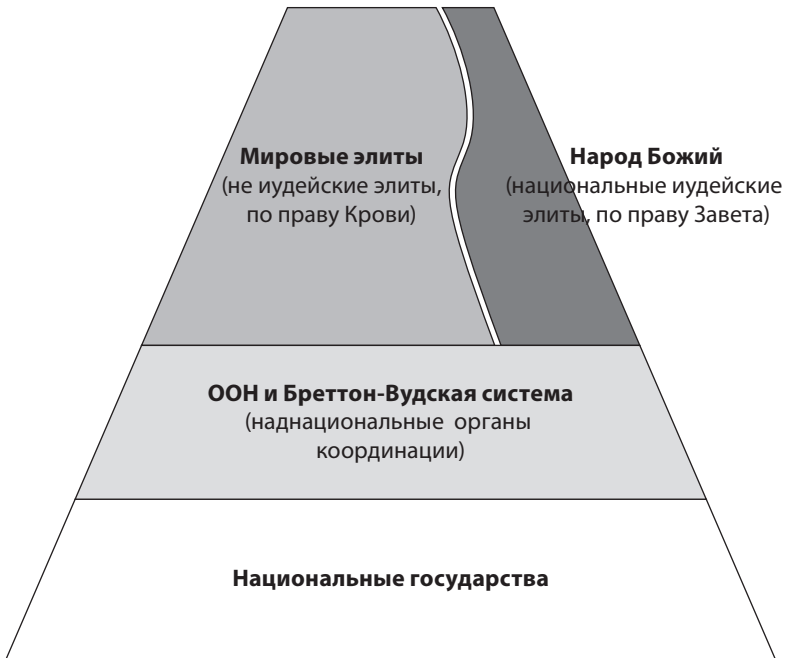 Мировые элиты
(не иудейские элиты,
по праву Крови)
Народ Божий
(национальные иудейские
элиты, по праву Завета)
ООН и Бреттон-Вудская система
(наднациональные органы
координации)
Национальные государства